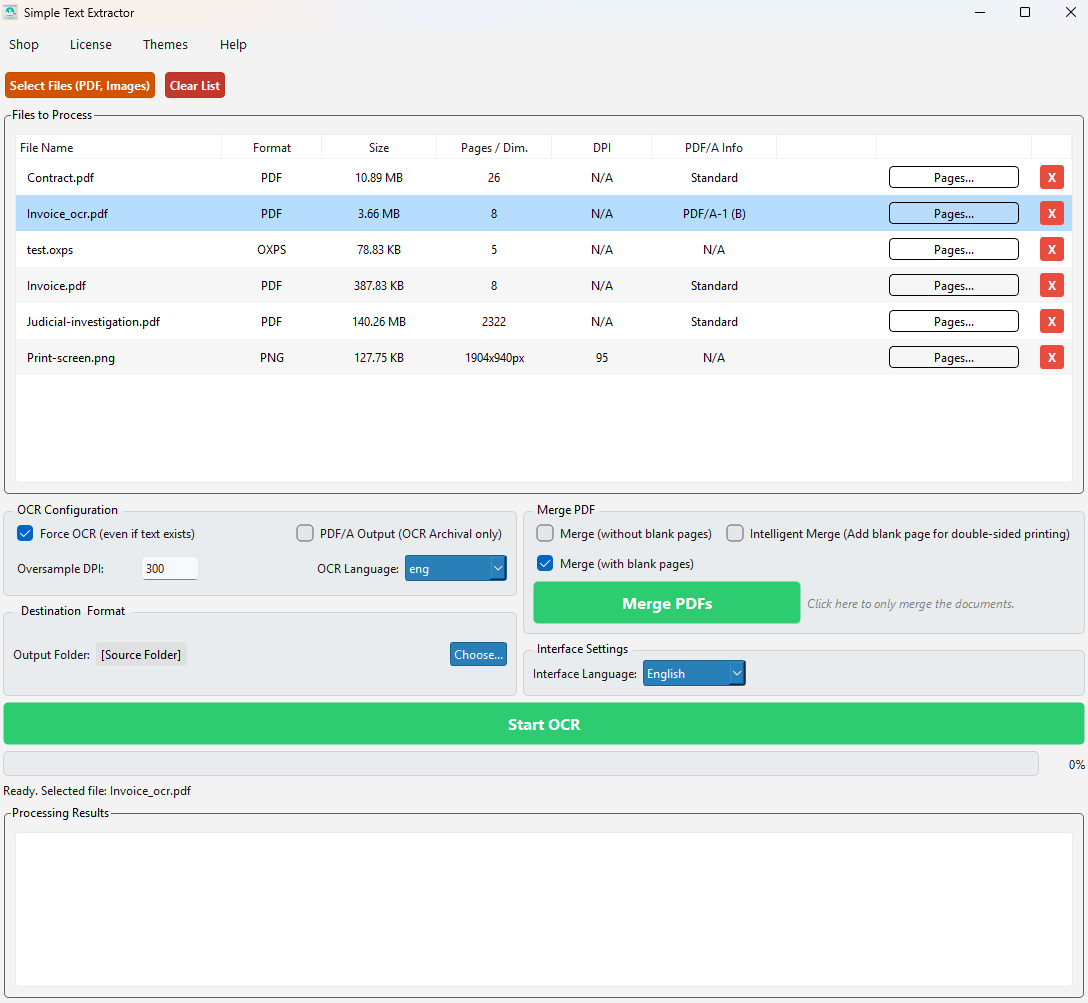 Simple Text Extractor
Shop License Themes Help
Select Files (PDF, Images) Clear List
Files to Process
File Name Format Size Pages / Dim. DPI PDF/A Info
Contract.pdf PDF 10.89 MB 26 N/A Standard Pages... X
Invoice_ocr.pdf PDF 3.66 MB 8 N/A PDF/A-1 (B) Pages... X
test.oxps OXPS 78.83 KB 5 N/A N/A Pages... X
Invoice.pdf PDF 387.83 KB 8 N/A Standard Pages... X
Judicial-investigation.pdf PDF 140.26 MB 2322 N/A Standard Pages... X
Print-screen.png PNG 127.75 KB 1904x940px 95 N/A Pages... X
OCR Configuration
Force OCR (even if text exists) PDF/A Output (OCR Archival only)
Oversample DPI: 300 OCR Language: eng
Destination Format
Output Folder: [Source Folder] Choose...
Merge PDF
Merge (without blank pages) Intelligent Merge (Add blank page for double-sided printing)
Merge (with blank pages)
Merge PDFs Click here to only merge the documents.
Interface Settings
Interface Language: English
Start OCR
0%
Ready. Selected file: Invoice_ocr.pdf
Processing Results